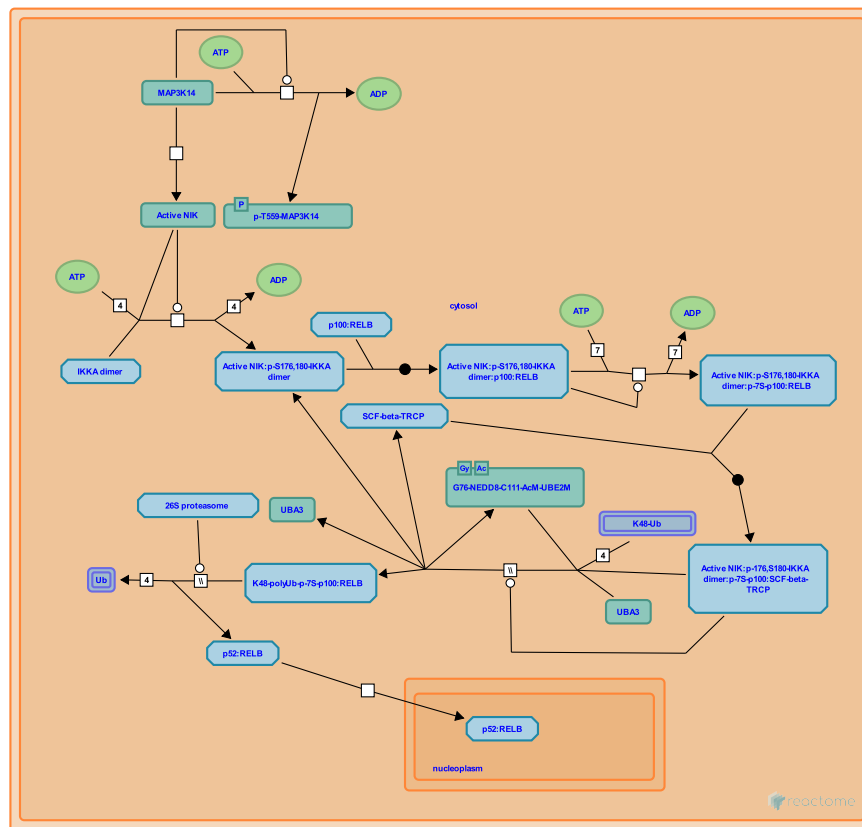 ATP
MAP3K14
ADP
P
Active NIK
p-T559-MAP3K14
ATP
ADP
4
4
cytosol
p100:RELB
ATP
ADP
7
7
IKKA dimer
Active NIK:p-S176,180-IKKA
dimer
Active NIK:p-S176,180-IKKA
dimer:p100:RELB
Active NIK:p-S176,180-IKKA
dimer:p-7S-p100:RELB
SCF-beta-TRCP
Gy
Ac
G76-NEDD8-C111-AcM-UBE2M
26S proteasome
UBA3
K48-Ub
4
Ub
4
\\
K48-polyUb-p-7S-p100:RELB
\\
Active NIK:p-176,S180-IKKA
dimer:p-7S-p100:SCF-beta-
TRCP
UBA3
p52:RELB
p52:RELB
nucleoplasm
reactome